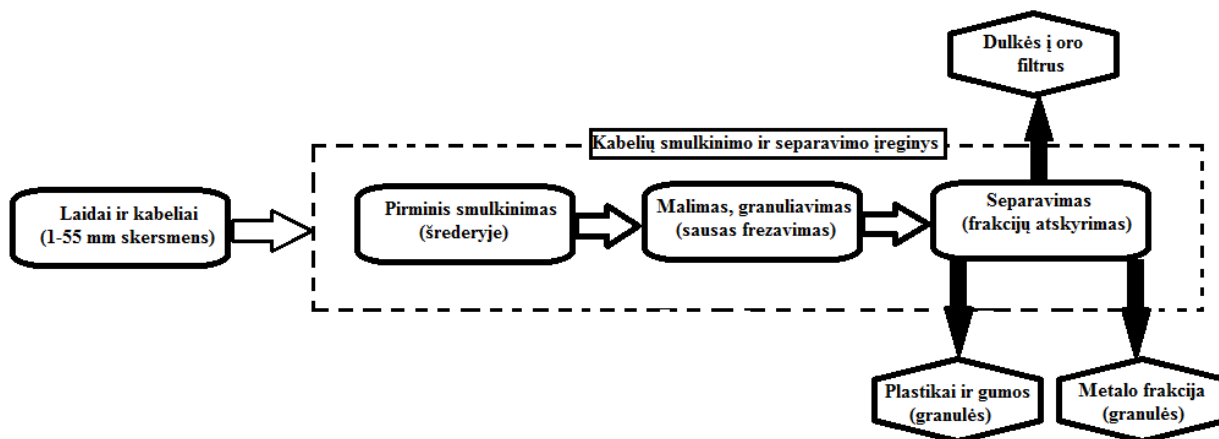 Dulkės į oro
filtrus
Kabelių smulkinimo ir separavimo įreginys
Laidai ir kabeliai
(1-55 mm skersmens)
Pirminis smulkinimas
(šrederyje)
Malimas, granuliavimas
(sausas frezavimas)
Separavimas
(frakcijų atskyrimas)
Plastikai ir gumos
(granulės)
Metalo frakcija
(granulės)